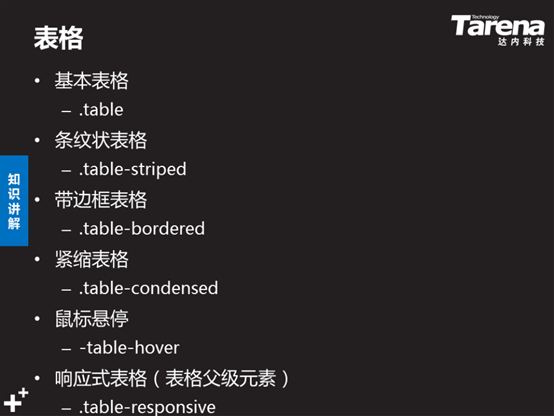 表格
Technology
Tarena
达内科技
• 基本表格
– .table
• 条纹状表格
– .table-striped
• 带边框表格
– .table-bordered
• 紧缩表格
– .table-condensed
• 鼠标悬停
– -table-hover
• 响应式表格（表格父级元素）
– .table-responsive
知识讲解